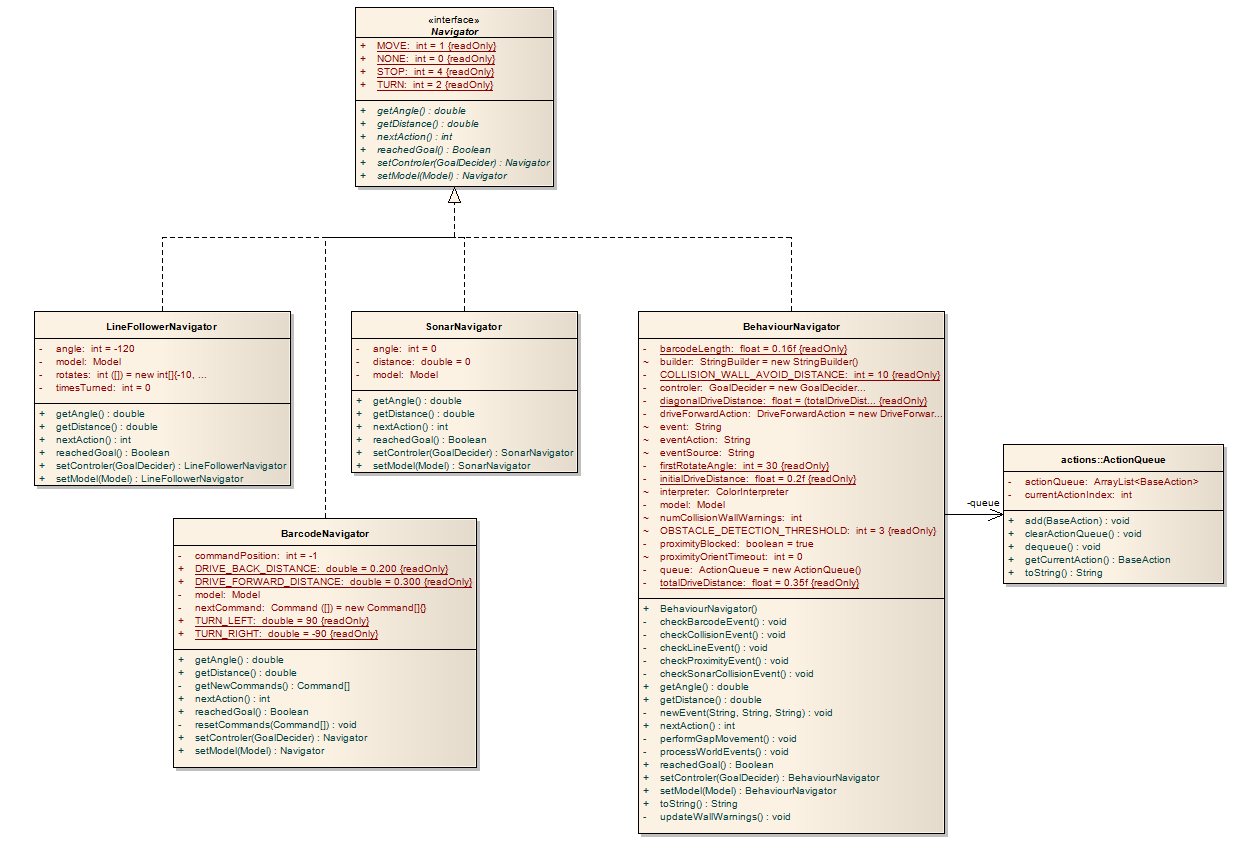 «interface»
Navigator
+ MOVE: int = 1 {readOnly}
+ NONE: int = 0 {readOnly}
+ STOP: int = 4 {readOnly}
+ TURN: int = 2 {readOnly}
+ getAngle() : double
+ getDistance() : double
+ nextAction() : int
+ reachedGoal() : Boolean
+ setControler(GoalDecider) : Navigator
+ setModel(Model) : Navigator
LineFollowerNavigator
- angle: int = -120
- model: Model
- rotates: int ([]) = new int[]{-10, ...
- timesTurned: int = 0
+ getAngle() : double
+ getDistance() : double
+ nextAction() : int
+ reachedGoal() : Boolean
+ setControler(GoalDecider) : LineFollowerNavigator
+ setModel(Model) : LineFollowerNavigator
SonarNavigator
- angle: int = 0
- distance: double = 0
- model: Model
+ getAngle() : double
+ getDistance() : double
+ nextAction() : int
+ reachedGoal() : Boolean
+ setControler(GoalDecider) : SonarNavigator
+ setModel(Model) : SonarNavigator
BehaviourNavigator
- barcodeLength: float = 0.16f {readOnly}
~ builder: StringBuilder = new StringBuilder()
- COLLISION_WALL_AVOID_DISTANCE: int = 10 {readOnly}
- controler: GoalDecider = new GoalDecider...
- diagonalDriveDistance: float = (totalDriveDist... {readOnly}
- driveForwardAction: DriveForwardAction = new DriveForwar...
~ event: String
~ eventAction: String
~ eventSource: String
- firstRotateAngle: int = 30 {readOnly}
- initialDriveDistance: float = 0.2f {readOnly}
~ interpreter: ColorInterpreter
- model: Model
~ numCollisionWallWarnings: int
~ OBSTACLE_DETECTION_THRESHOLD: int = 3 {readOnly}
- proximityBlocked: boolean = true
~ proximityOrientTimeout: int = 0
- queue: ActionQueue = new ActionQueue()
- totalDriveDistance: float = 0.35f {readOnly}
+ BehaviourNavigator()
- checkBarcodeEvent() : void
- checkCollisionEvent() : void
- checkLineEvent() : void
- checkProximityEvent() : void
- checkSonarCollisionEvent() : void
+ getAngle() : double
+ getDistance() : double
- newEvent(String, String, String) : void
+ nextAction() : int
- performGapMovement() : void
- processWorldEvents() : void
+ reachedGoal() : Boolean
+ setControler(GoalDecider) : BehaviourNavigator
+ setModel(Model) : BehaviourNavigator
+ toString() : String
- updateWallWarnings() : void
-queue
actions::ActionQueue
- actionQueue: ArrayList<BaseAction>
- currentActionIndex: int
+ add(BaseAction) : void
+ clearActionQueue() : void
+ dequeue() : void
+ getCurrentAction() : BaseAction
+ toString() : String
BarcodeNavigator
- commandPosition: int = -1
+ DRIVE_BACK_DISTANCE: double = 0.200 {readOnly}
+ DRIVE_FORWARD_DISTANCE: double = 0.300 {readOnly}
- model: Model
- nextCommand: Command ([]) = new Command[]{}
+ TURN_LEFT: double = 90 {readOnly}
+ TURN_RIGHT: double = -90 {readOnly}
+ getAngle() : double
+ getDistance() : double
- getNewCommands() : Command[]
+ nextAction() : int
+ reachedGoal() : Boolean
- resetCommands(Command[]) : void
+ setControler(GoalDecider) : Navigator
+ setModel(Model) : Navigator